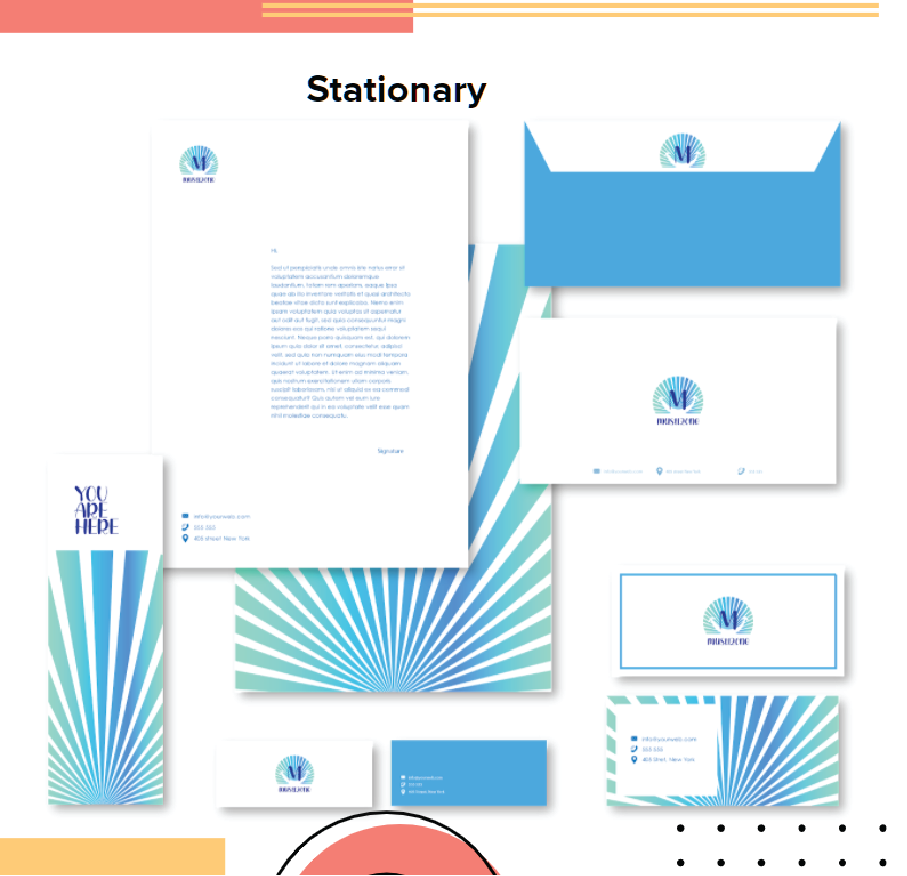 Stationary
M
MUSTIZONE
M
Hi,
Sed ut perspiciatis unde omnis iste natus error sit
voluptatem accusantium doloremque
laudantium, totam rem aperiam, eaque ipsa
quae ab illo inventore veritatis et quasi architecto
beatae vitae dicta sunt explicabo. Nemo enim
ipsam voluptatem quia voluptas sit aspernatur
aut odit aut fugit, sed quia consequuntur magni
dolores eos qui ratione voluptatem sequi
nesciunt. Neque porro quisquam est, qui dolorem
ipsum quia dolor sit amet, consectetur, adipisci
velit, sed quia non numquam eius modi tempora
incidunt ut labore et dolore magnam aliquam
quaerat voluptatem. Ut enim ad minima veniam,
quis nostrum exercitationem ullam corporis
suscipit laboriosam, nisi ut aliquid ex ea commodi
consequatur? Quis autem vel eum iure
reprehenderit qui in ea voluptate velit esse quam
nihil molestiae consequatu.
Signature
info@yourweb.com
555 555
405 street New York
M
YOU
ARE
HERE
M
M
info@yourweb.com
555 555
405 Stret, New York